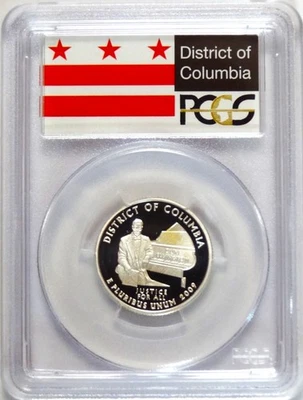 District of
Columbia
PCGS
DISTRICT OF COLUMBIA
JUSTICE
FOR ALL
E PLURIBUS UNUM 2009